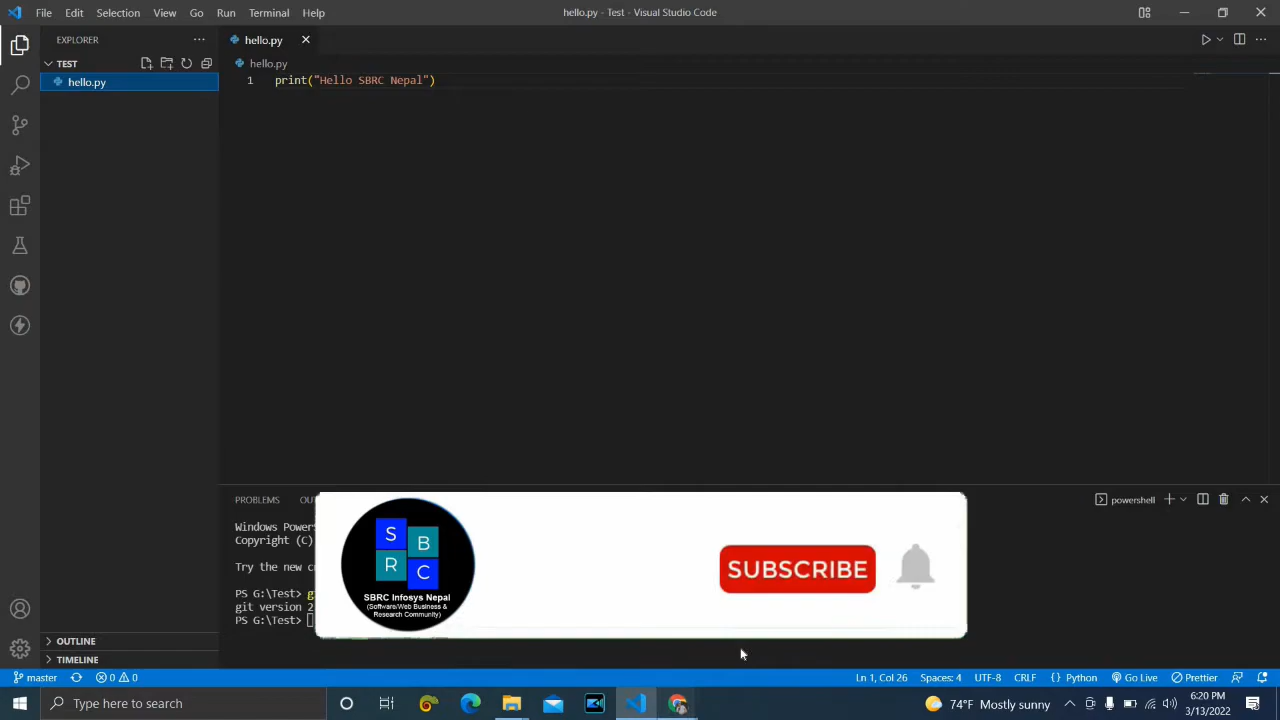 File Edit Selection View Go Run Terminal Help
hello.py - Test - Visual Studio Code
EXPLORER
hello.py
TEST
hello.py
hello.py
1 print("Hello SBRC Nepal")
PROBLEMS
powershell
Windows
Copyright (C)
Try the new
PS G:\Test>
git version
PS G:\Test>
S B
R C
SBRC Infosys Nepal
(Software/Web Business &
Research Community)
SUBSCRIBE
OUTLINE
TIMELINE
master 0 0 Ln 1, Col 26 Spaces: 4 UTF-8 CRLF { } Python Go Live Prettier
Type here to search
74°F Mostly sunny
6:20 PM
3/13/2022